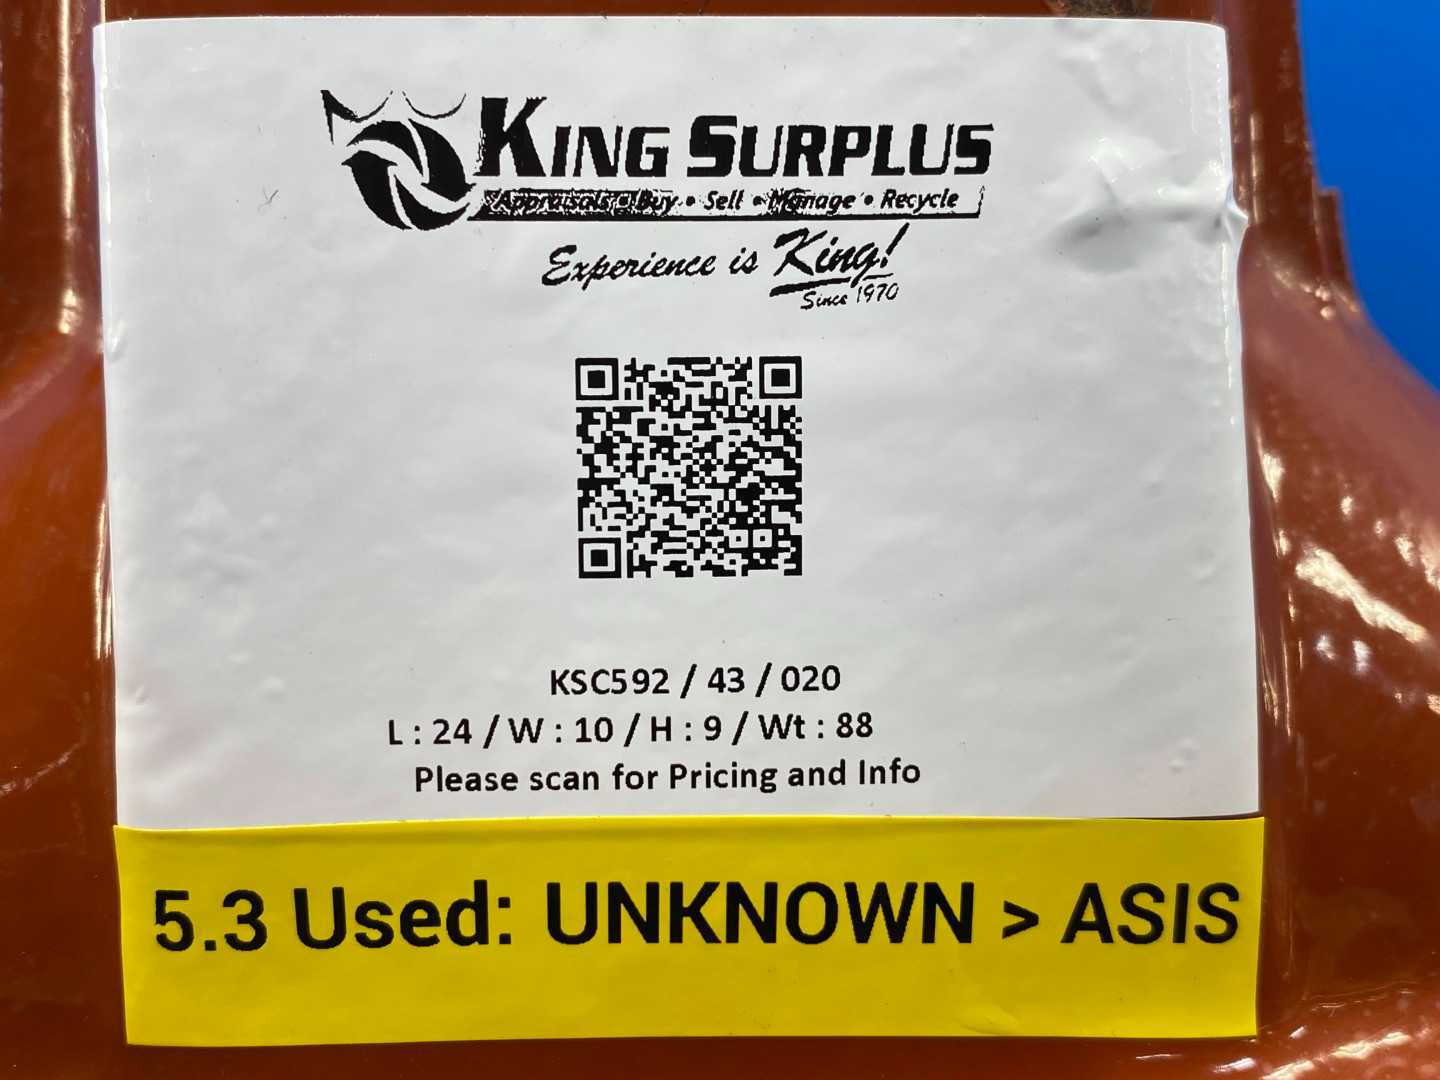 KING SURPLUS
Appraisals • Buy • Sell • Manage • Recycle
Experience is King!
Since 1970
KSC592 / 43 / 020
L : 24 / W : 10 / H : 9 / Wt : 88
Please scan for Pricing and Info
5.3 Used: UNKNOWN > ASIS